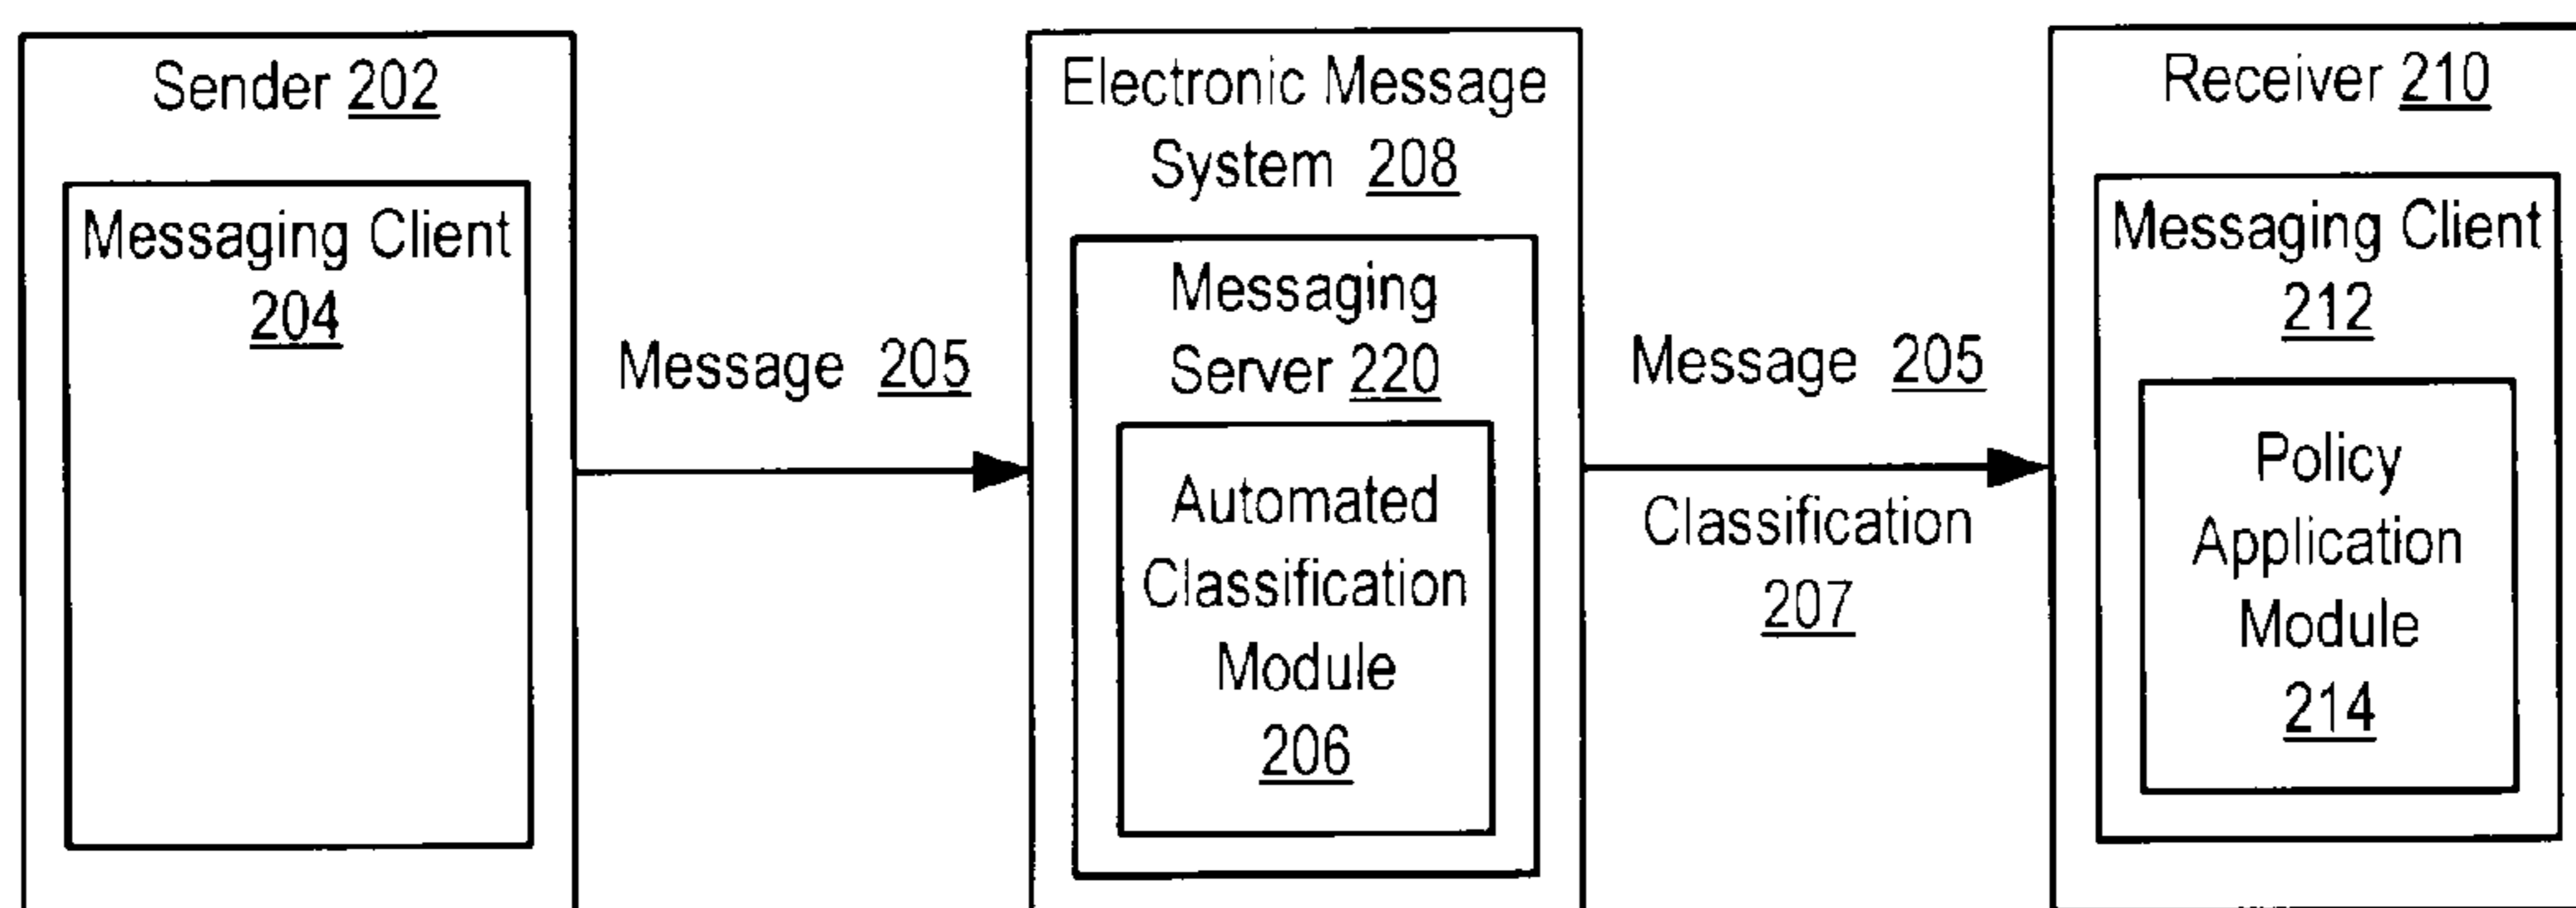 Sender 202
Messaging Client
204
Message 205
Electronic Message
System 208
Messaging
Server 220
Automated
Classification
Module
206
Message 205
Classification
207
Receiver 210
Messaging Client
212
Policy
Application
Module
214